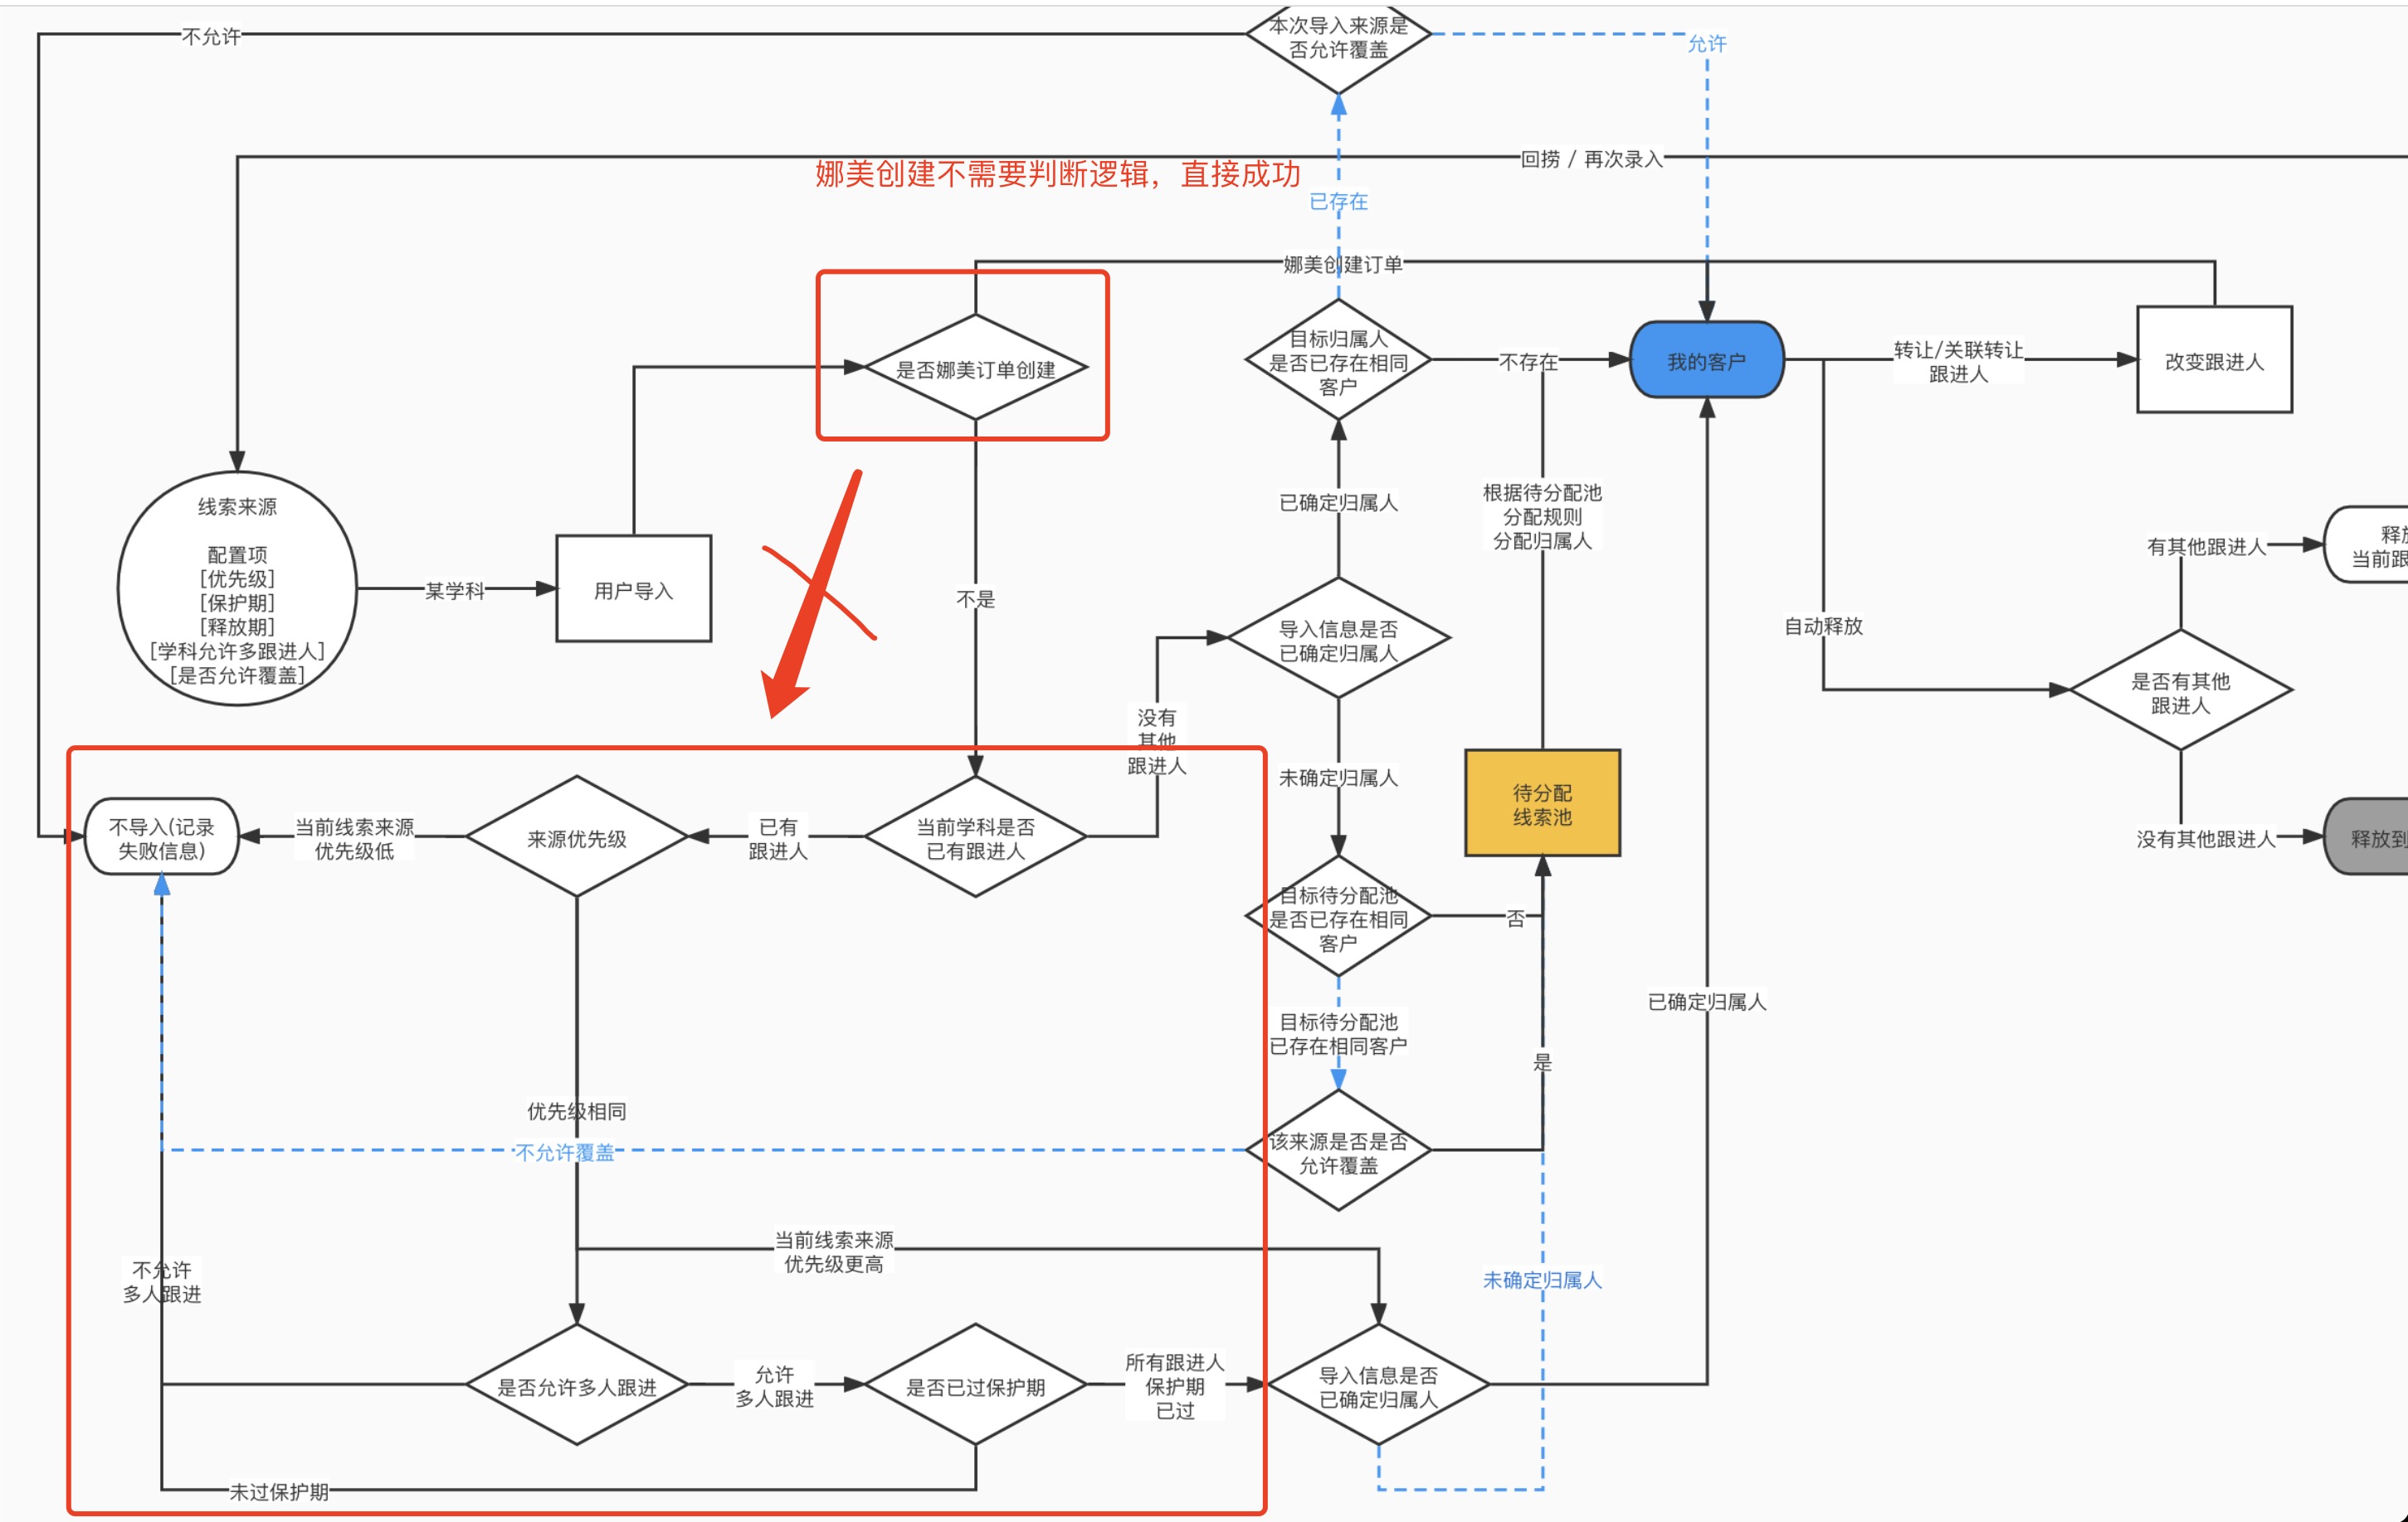 本次导入来源是
否允许覆盖
不允许
允许
回捞 / 再次录入
娜美创建不需要判断逻辑，直接成功
已存在
娜美创建订单
目标归属人
是否已存在相同
客户
不存在
我的客户
转让/关联转让
跟进人
改变跟进人
是否娜美订单创建
线索来源
配置项
[优先级]
[保护期]
[释放期]
[学科允许多跟进人]
[是否允许覆盖]
某学科
用户导入
不是
已确定归属人
根据待分配池
分配规则
分配归属人
导入信息是否
已确定归属人
自动释放
有其他跟进人
当前跟
是否有其他
跟进人
没有其他跟进人
释放到
没有
其他
跟进人
未确定归属人
待分配
线索池
不导入(记录
失败信息)
当前线索来源
优先级低
来源优先级
已有
跟进人
当前学科是否
已有跟进人
目标待分配池
是否已存在相同
客户
否
目标待分配池
已存在相同客户
是
已确定归属人
优先级相同
不允许覆盖
该来源是否是否
允许覆盖
当前线索来源
优先级更高
不允许
多人跟进
未确定归属人
是否允许多人跟进
允许
多人跟进
是否已过保护期
所有跟进人
保护期
已过
导入信息是否
已确定归属人
未过保护期